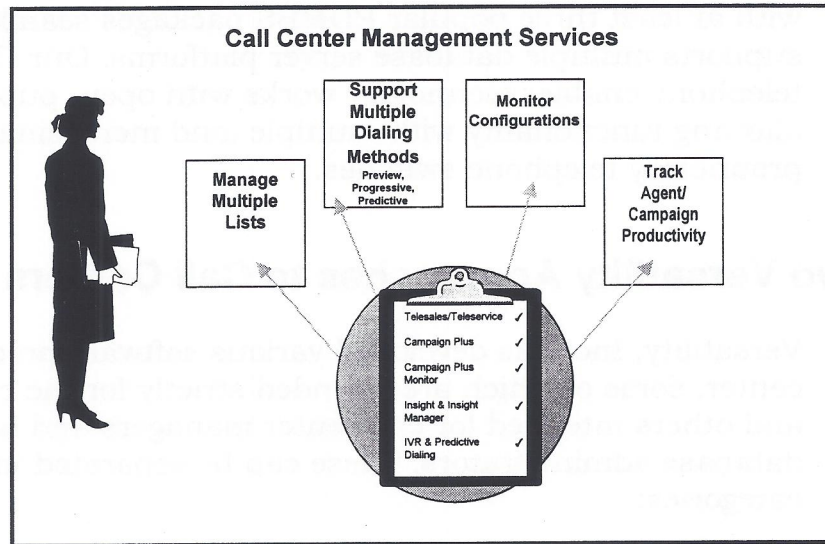 Call Center Management Services
Support
Multiple
Dialing
Methods
Preview,
Progressive,
Predictive
Monitor
Configurations
Manage
Multiple
Lists
Track
Agent/
Campaign
Productivity
Telesales/Teleservice ✓
Campaign Plus ✓
Campaign Plus ✓
Monitor
Insight & Insight ✓
Manager
IVR & Predictive ✓
Dialing